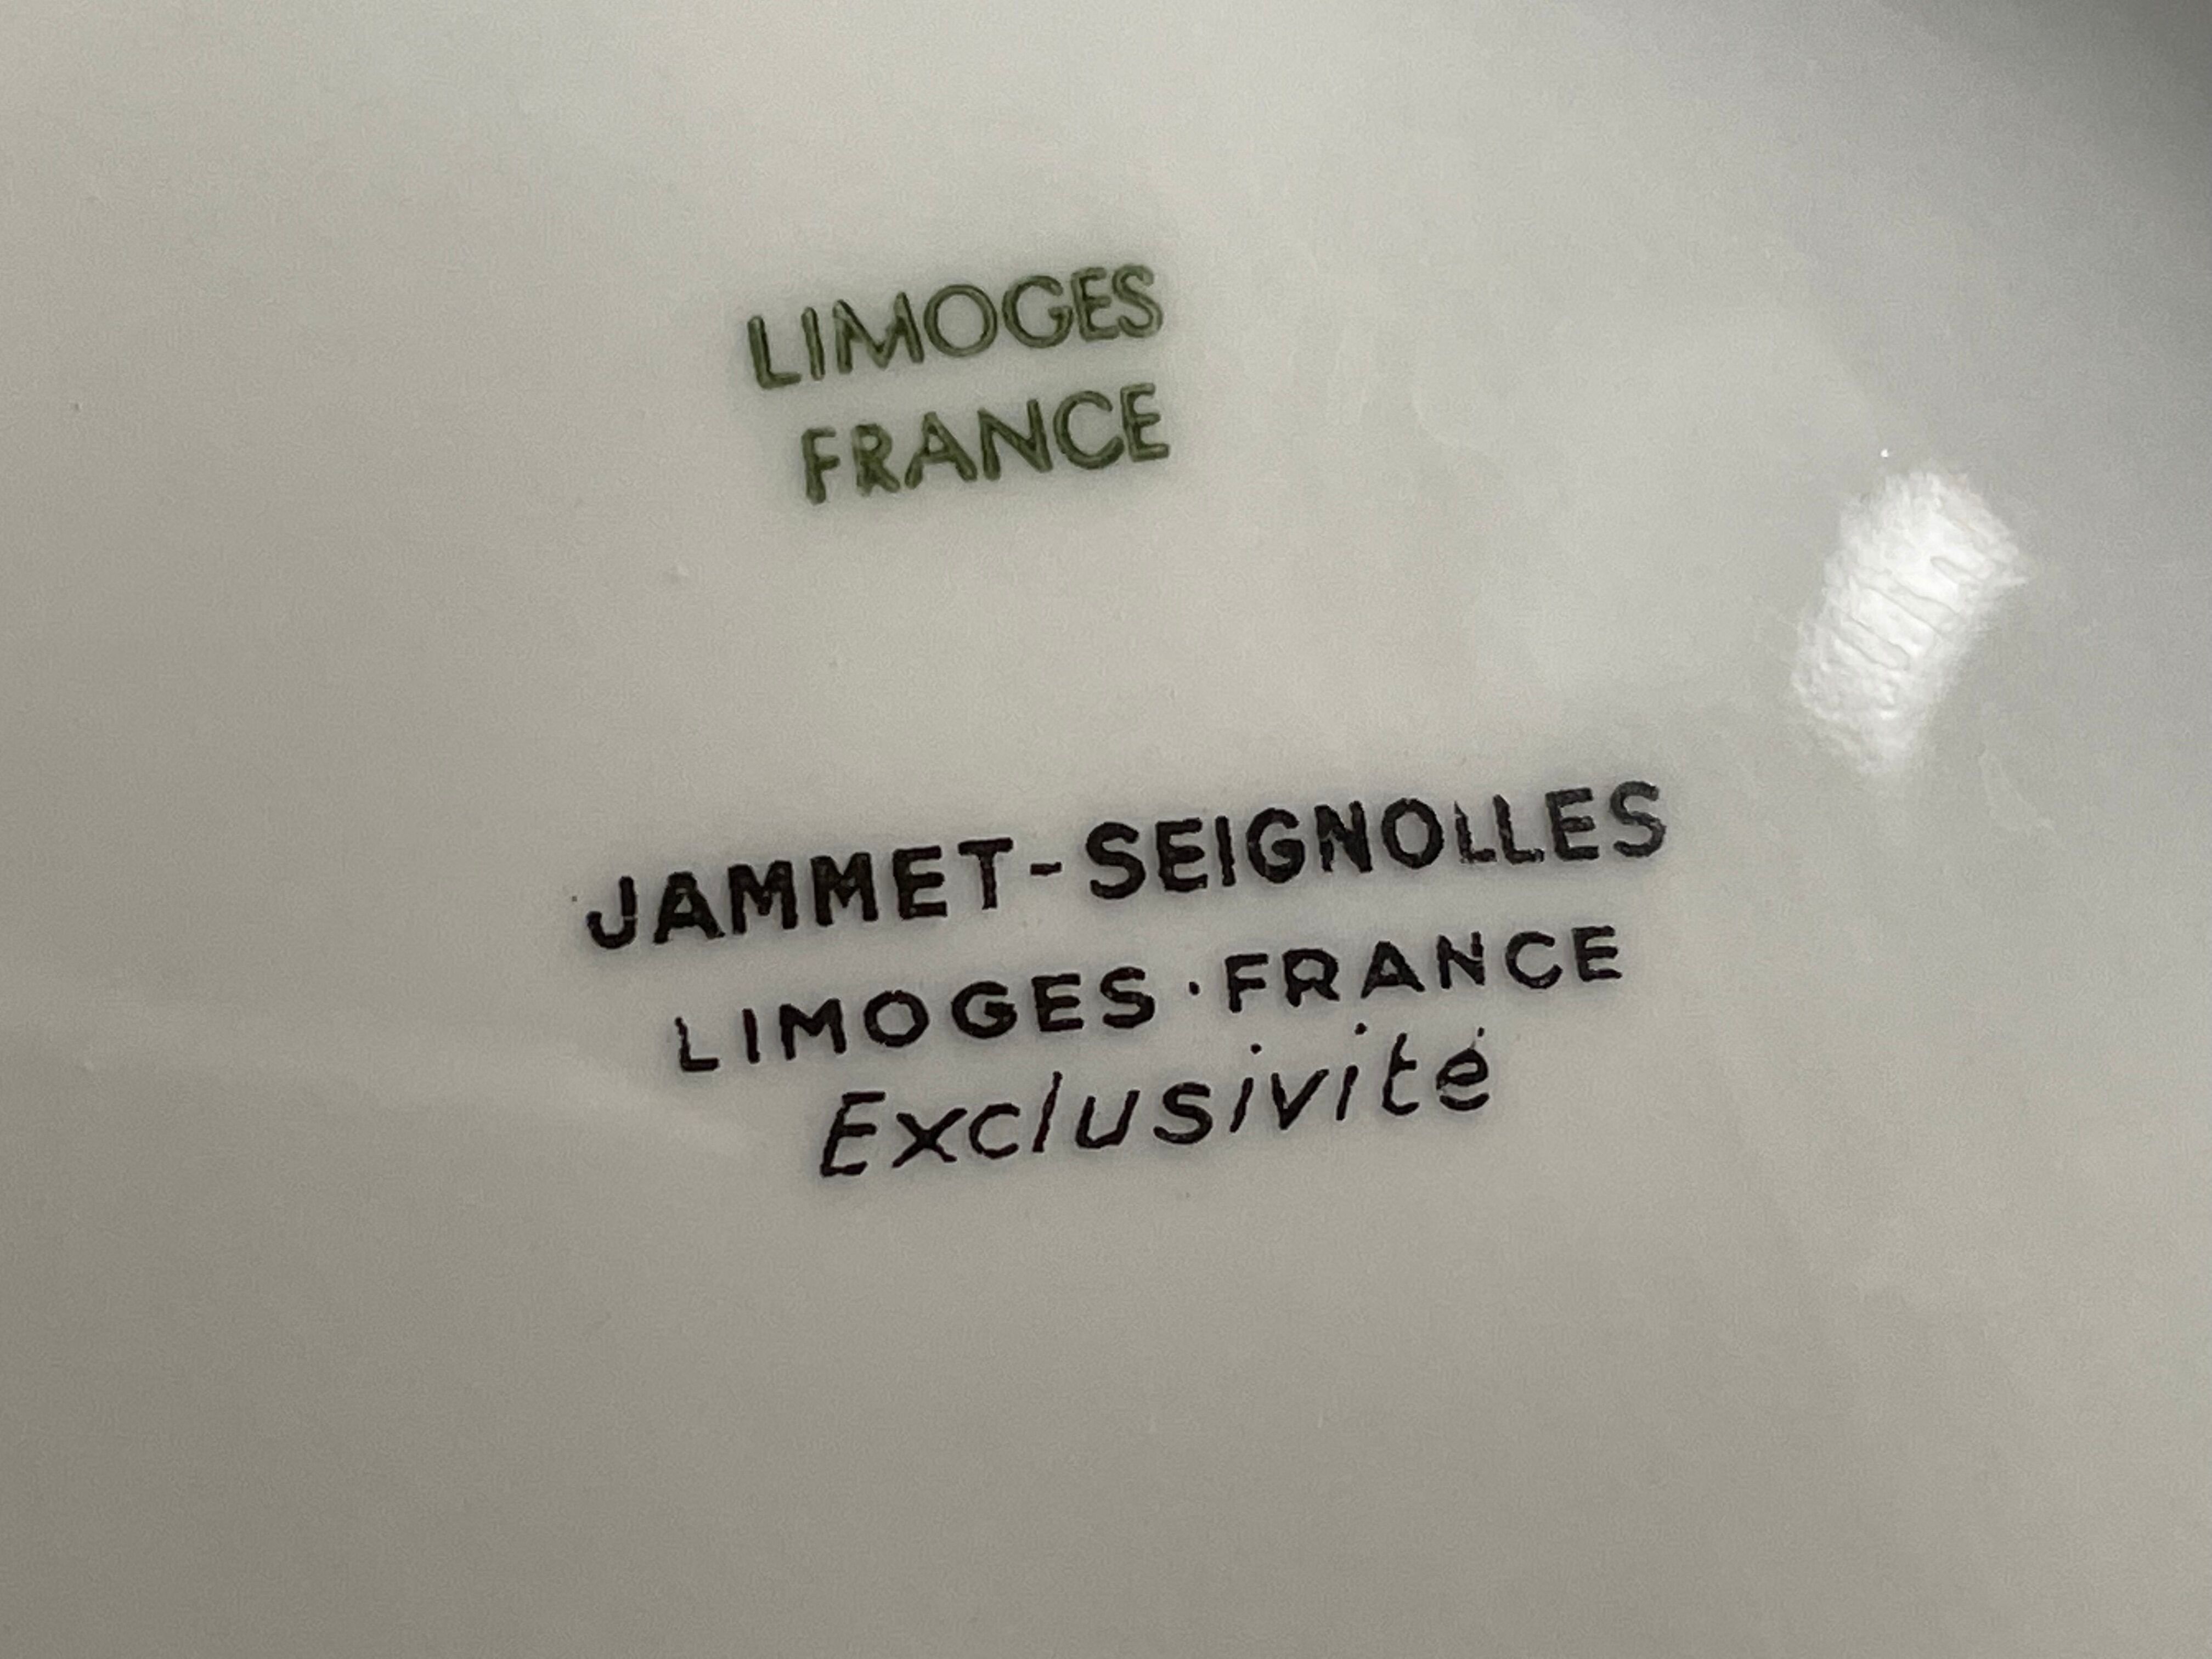 LIMOGES
FRANCE
JAMMET-SEIGNOLLES
LIMOGES·FRANCE
Exclusivité